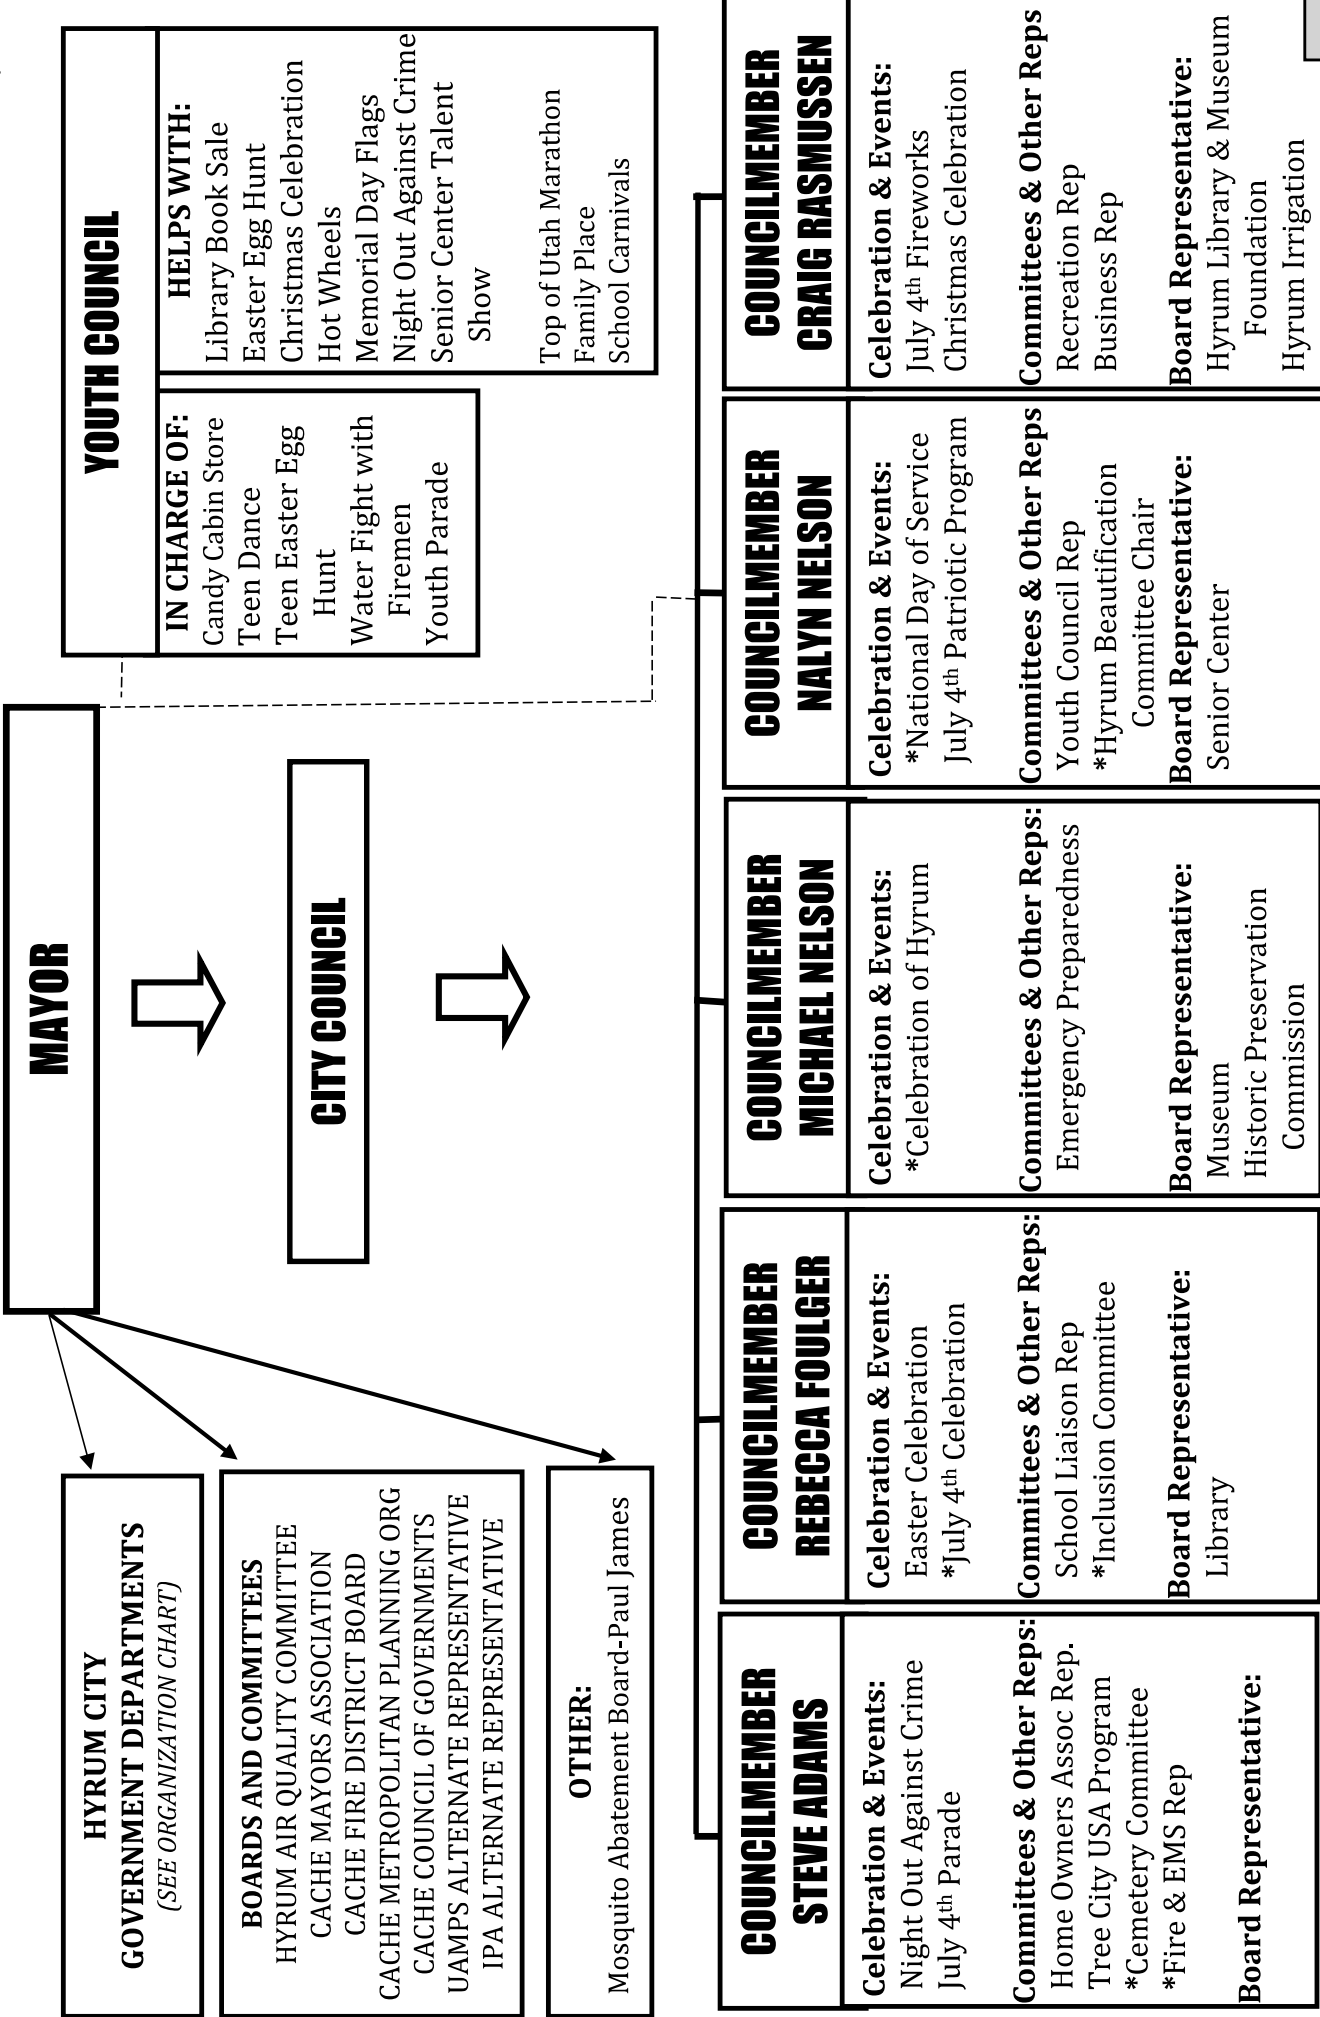 MAYOR
HYRUM CITY
GOVERNMENT DEPARTMENTS
(SEE ORGANIZATION CHART)
BOARDS AND COMMITTEES
HYRUM AIR QUALITY COMMITTEE
CACHE MAYORS ASSOCIATION
CACHE FIRE DISTRICT BOARD
CACHE METROPOLITAN PLANNING ORG
CACHE COUNCIL OF GOVERNMENTS
UAMPS ALTERNATE REPRESENTATIVE
IPA ALTERNATE REPRESENTATIVE
OTHER:
Mosquito Abatement Board-Paul James
CITY COUNCIL
YOUTH COUNCIL
IN CHARGE OF:
Candy Cabin Store
Teen Dance
Teen Easter Egg
Hunt
Water Fight with
Firemen
Youth Parade
HELPS WITH:
Library Book Sale
Easter Egg Hunt
Christmas Celebration
Hot Wheels
Memorial Day Flags
Night Out Against Crime
Senior Center Talent
Show
Top of Utah Marathon
Family Place
School Carnivals
COUNCILMEMBER
STEVE ADAMS
Celebration & Events:
Night Out Against Crime
July 4th Parade
Committees & Other Reps:
Home Owners Assoc Rep.
Tree City USA Program
*Cemetery Committee
*Fire & EMS Rep
Board Representative:
COUNCILMEMBER
REBECCA FOULGER
Celebration & Events:
Easter Celebration
*July 4th Celebration
Committees & Other Reps:
School Liaison Rep
*Inclusion Committee
Board Representative:
Library
COUNCILMEMBER
MICHAEL NELSON
Celebration & Events:
*Celebration of Hyrum
Committees & Other Reps:
Emergency Preparedness
Board Representative:
Museum
Historic Preservation
Commission
COUNCILMEMBER
NALYN NELSON
Celebration & Events:
*National Day of Service
July 4th Patriotic Program
Committees & Other Reps
Youth Council Rep
*Hyrum Beautification
Committee Chair
Board Representative:
Senior Center
COUNCILMEMBER
CRAIG RASMUSSEN
Celebration & Events:
July 4th Fireworks
Christmas Celebration
Committees & Other Reps
Recreation Rep
Business Rep
Board Representative:
Hyrum Library & Museum
Foundation
Hyrum Irrigation